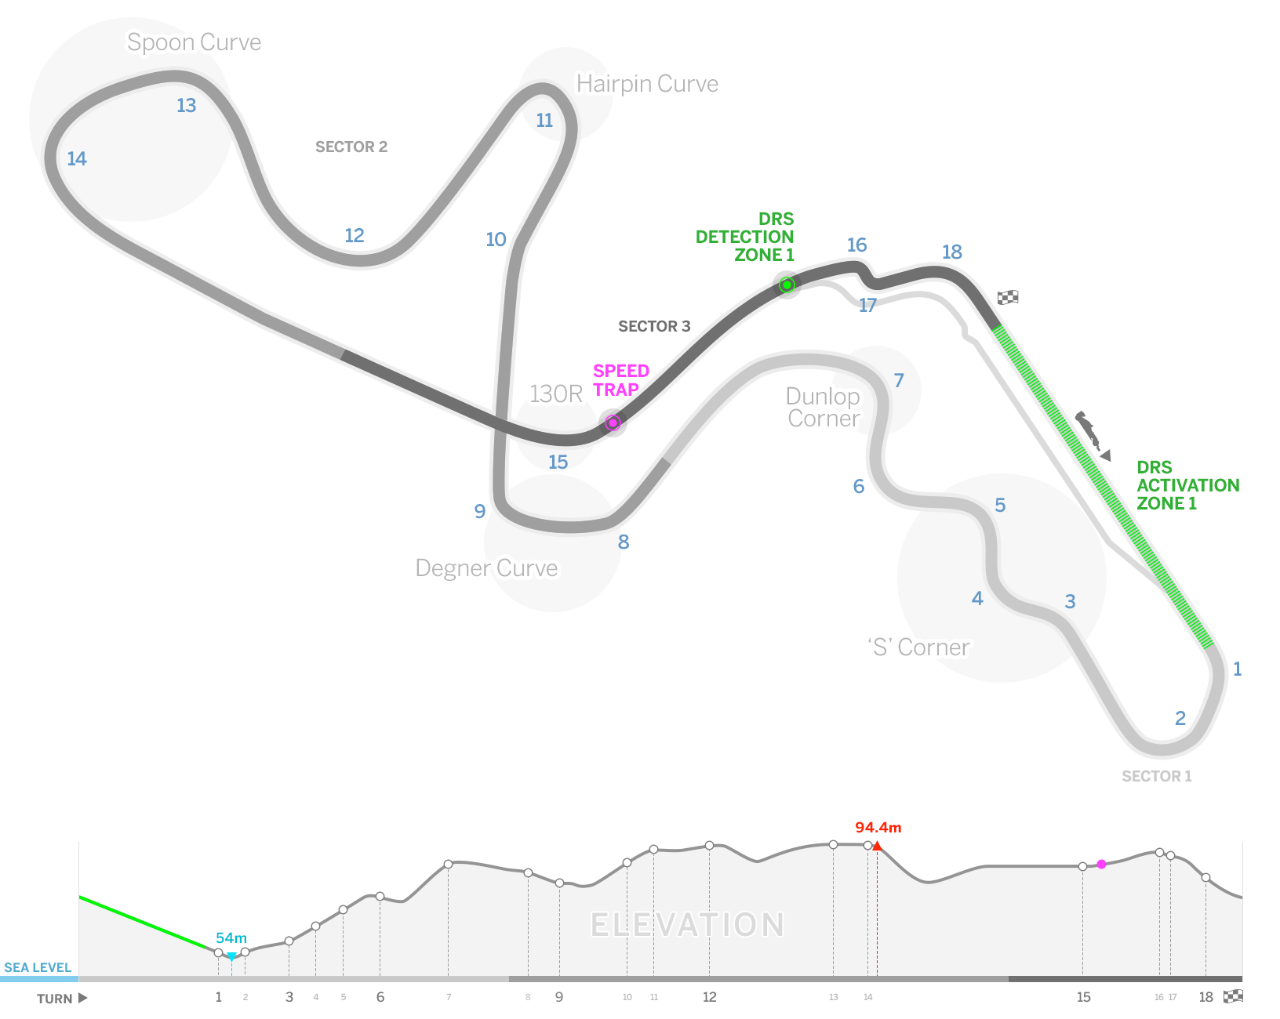 Spoon Curve
Hairpin Curve
13
11
SECTOR 2
14
12
10
DRS
DETECTION
ZONE 1
16
18
17
SECTOR 3
SPEED
TRAP
130R
7
Dunlop
Corner
15
6
DRS
ACTIVATION
ZONE 1
9
8
5
Degner Curve
4
3
'S' Corner
1
2
SECTOR 1
94.4m
ELEVATION
54m
SEA LEVEL
TURN 1 2 3 4 5 6 7 8 9 10 11 12 13 14 15 16 17 18